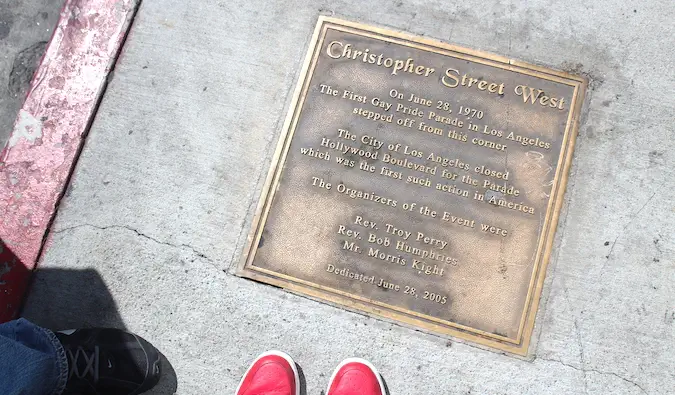 Christopher Street West
On June 28, 1970
The First Gay Pride Parade in Los Angeles
stepped off from this corner
The City of Los Angeles closed
Hollywood Boulevard for the Parade
which was the first such action in America
The Organizers of the Event were
Rev. Troy Perry
Rev. Bob Humphries
Mr. Morris Kight
Dedicated June 28, 2005